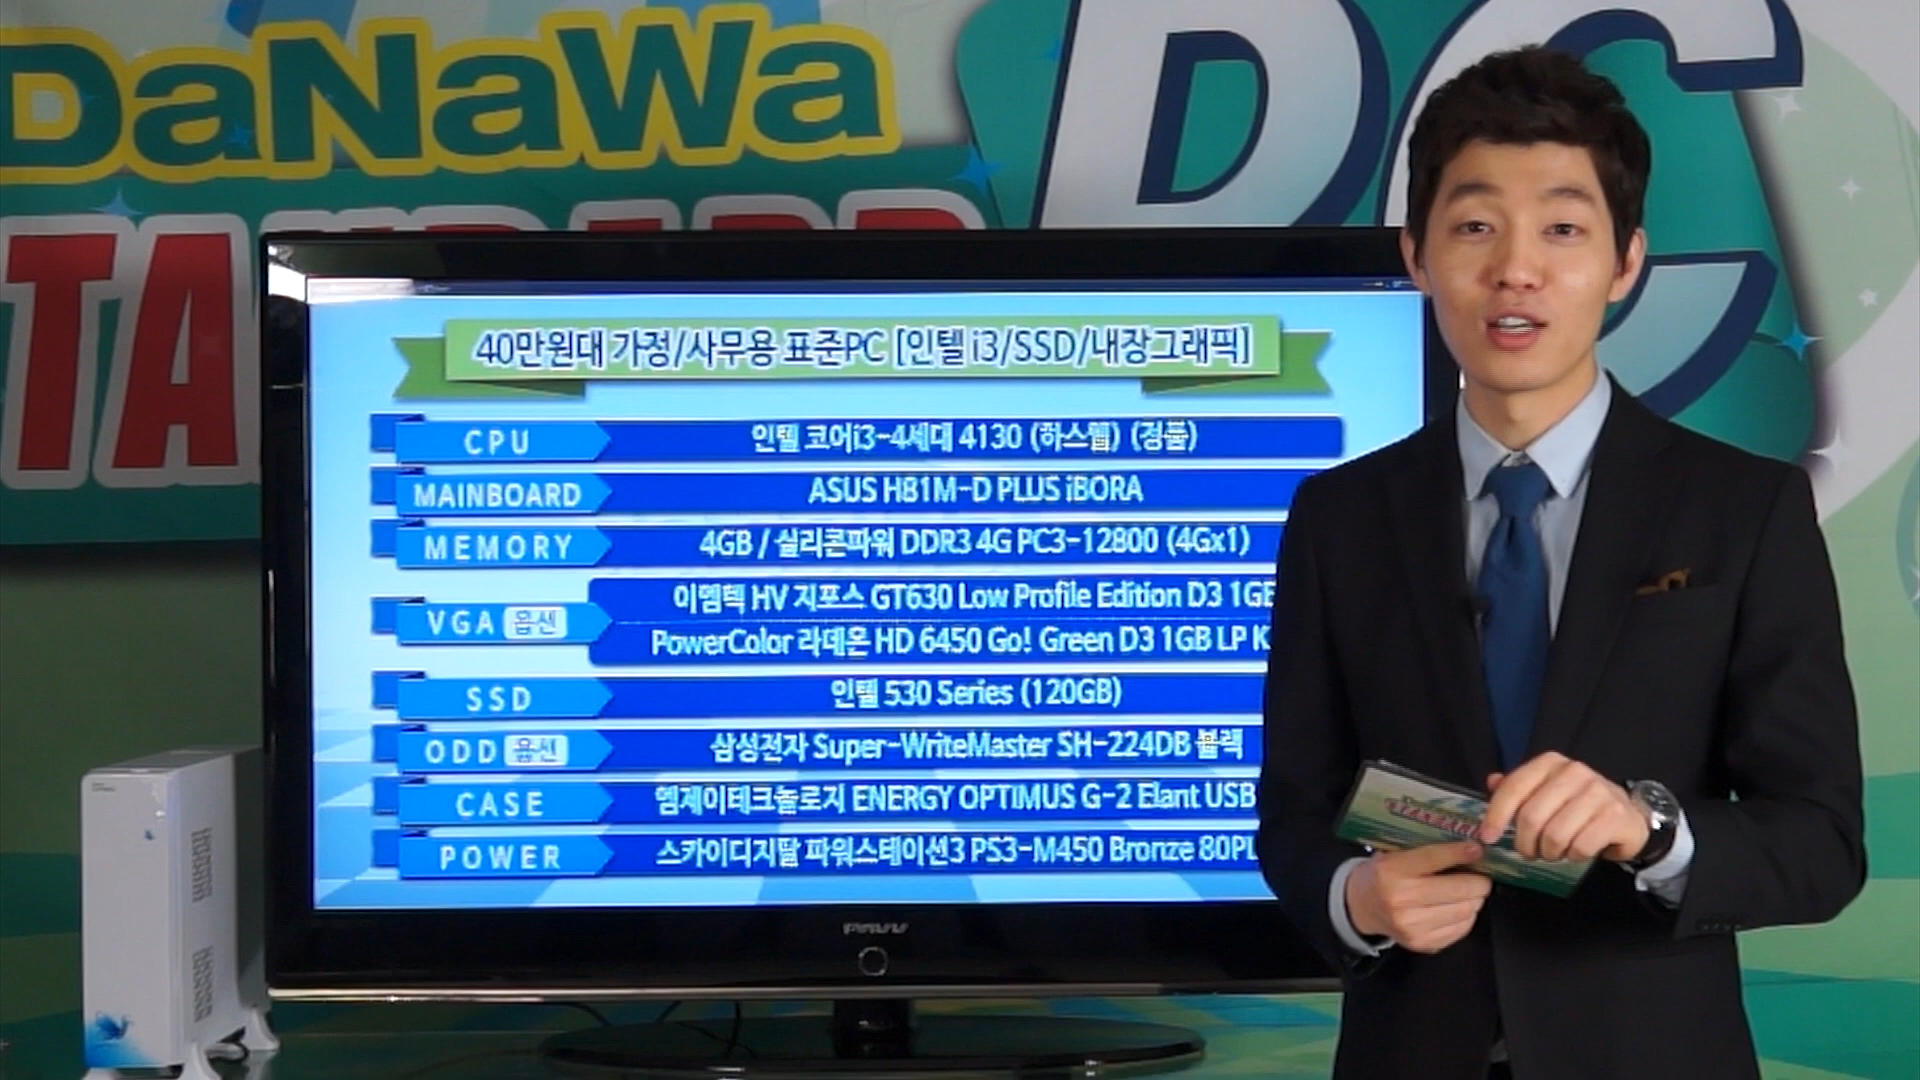 DaNaWa
PC
40만원대 가정/사무용 표준PC [인텔 i3/SSD/내장그래픽]
CPU 인텔 코어i3-4세대 4130 (하스웰) (정품)
MAINBOARD ASUS H81M-D PLUS iBORA
MEMORY 4GB / 실리콘파워 DDR3 4G PC3-12800 (4Gx1)
VGA 옵션 이엠텍 HV 지포스 GT630 Low Profile Edition D3 1GB
PowerColor 라데온 HD 6450 Go! Green D3 1GB LP
SSD 인텔 530 Series (120GB)
ODD 옵션 삼성전자 Super-WriteMaster SH-224DB 블랙
CASE 엠제이테크놀로지 ENERGY OPTIMUS G-2 Elant USB
POWER 스카이디지탈 파워스테이션3 PS3-M450 Bronze 80PL